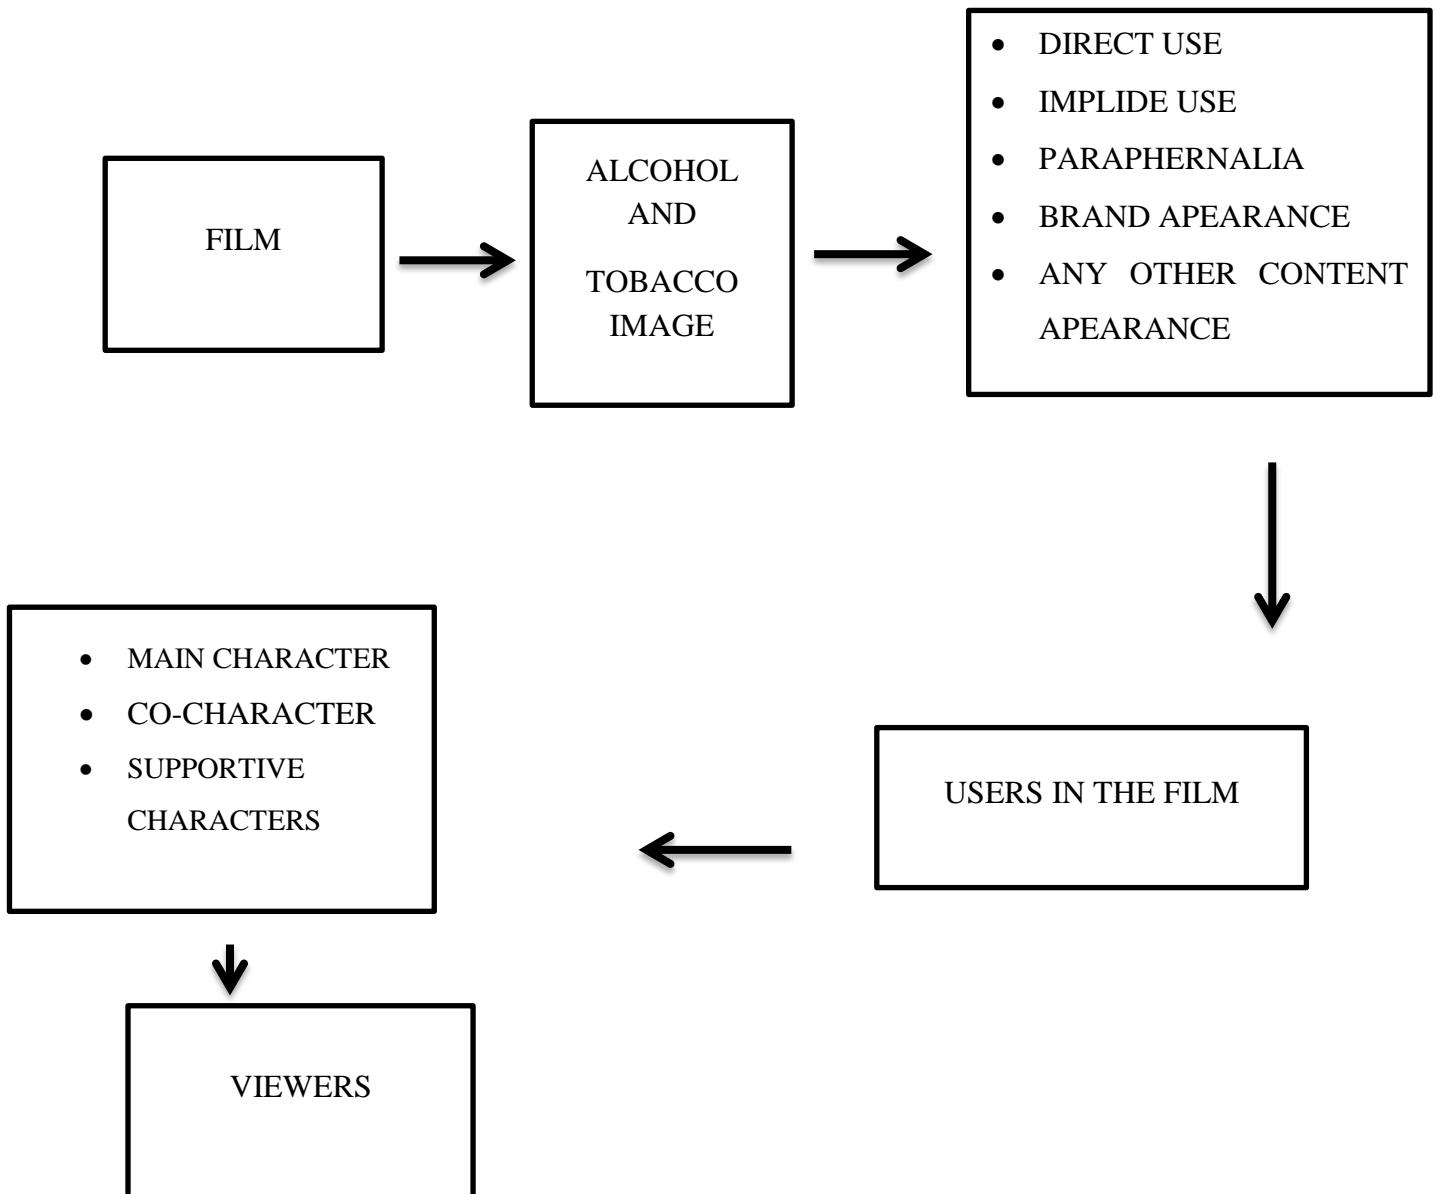 FILM
ALCOHOL
AND
TOBACCO
IMAGE
• DIRECT USE
• IMPLIDE USE
• PARAPHERNALIA
• BRAND APEARANCE
• ANY OTHER CONTENT
APEARANCE
USERS IN THE FILM
• MAIN CHARACTER
• CO-CHARACTER
• SUPPORTIVE
CHARACTERS
VIEWERS